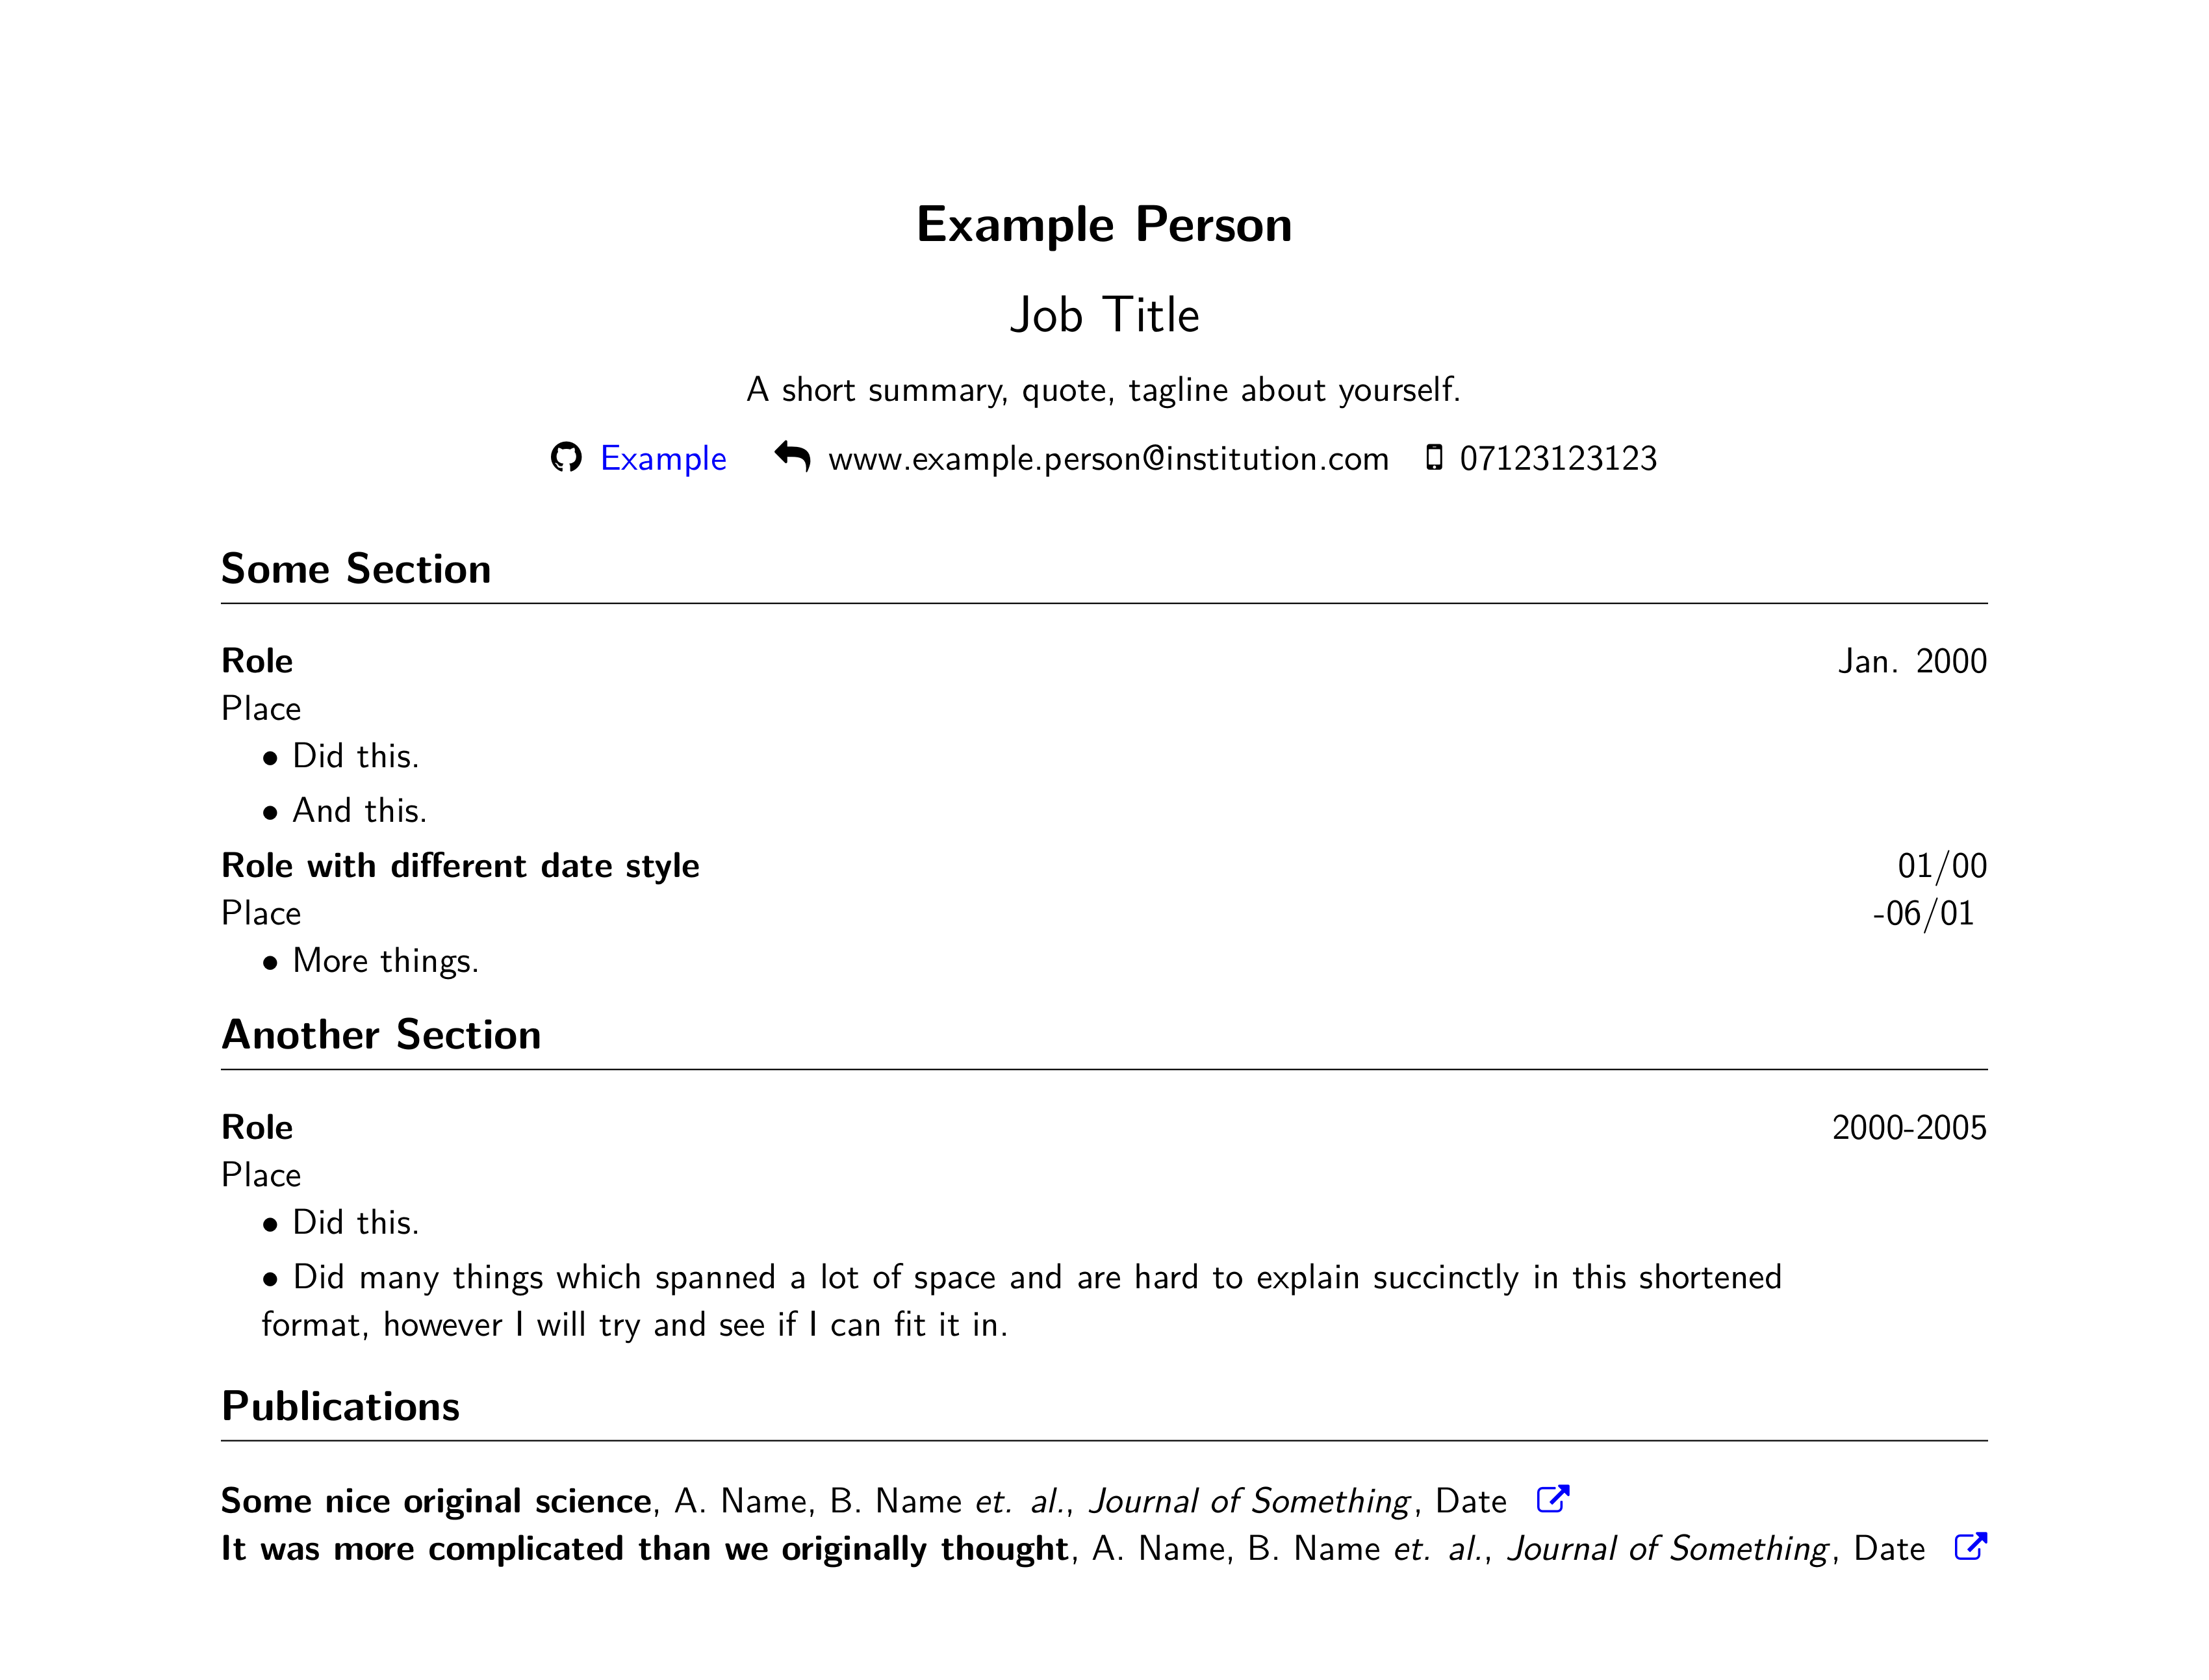 Example Person
Job Title
A short summary, quote, tagline about yourself.
Example www.example.person@institution.com 07123123123
Some Section
Role Jan. 2000
Place
• Did this.
• And this.
Role with different date style 01/00
Place -06/01
• More things.
Another Section
Role 2000-2005
Place
• Did this.
• Did many things which spanned a lot of space and are hard to explain succinctly in this shortened
format, however I will try and see if I can fit it in.
Publications
Some nice original science, A. Name, B. Name et. al., Journal of Something, Date
It was more complicated than we originally thought, A. Name, B. Name et. al., Journal of Something, Date